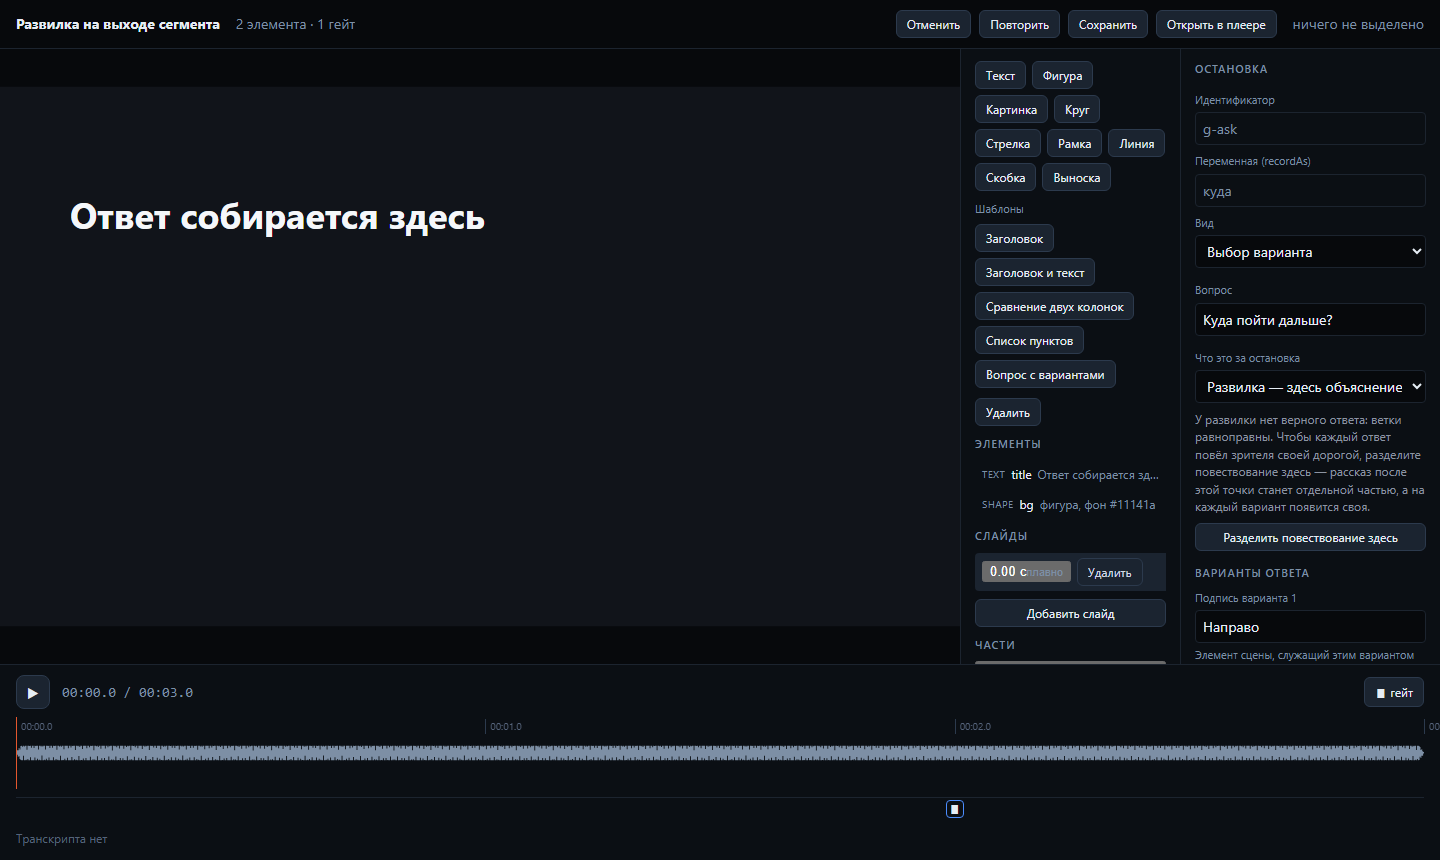 Развилка на выходе сегмента 2 элемента · 1 гейт
Отменить Повторить Сохранить Открыть в плеере ничего не выделено
Ответ собирается здесь
Текст Фигура
Картинка Круг
Стрелка Рамка Линия
Скобка Выноска
Шаблоны
Заголовок
Заголовок и текст
Сравнение двух колонок
Список пунктов
Вопрос с вариантами
Удалить
ЭЛЕМЕНТЫ
TEXT title Ответ собирается зд...
SHAPE bg фигура, фон #11141a
СЛАЙДЫ
0.00 с плавно Удалить
Добавить слайд
ЧАСТИ
ОСТАНОВКА
Идентификатор
g-ask
Переменная (recordAs)
куда
Вид
Выбор варианта
Вопрос
Куда пойти дальше?
Что это за остановка
Развилка — здесь объяснение
У развилки нет верного ответа: ветки
равноправны. Чтобы каждый ответ
повёл зрителя своей дорогой, разделите
повествование здесь — рассказ после
этой точки станет отдельной частью, а на
каждый вариант появится своя.
Разделить повествование здесь
ВАРИАНТЫ ОТВЕТА
Подпись варианта 1
Направо
Элемент сцены, служащий этим вариантом
00:00.0 / 00:03.0
гейт
00:00.0 00:01.0 00:02.0 00
Транскрипта нет